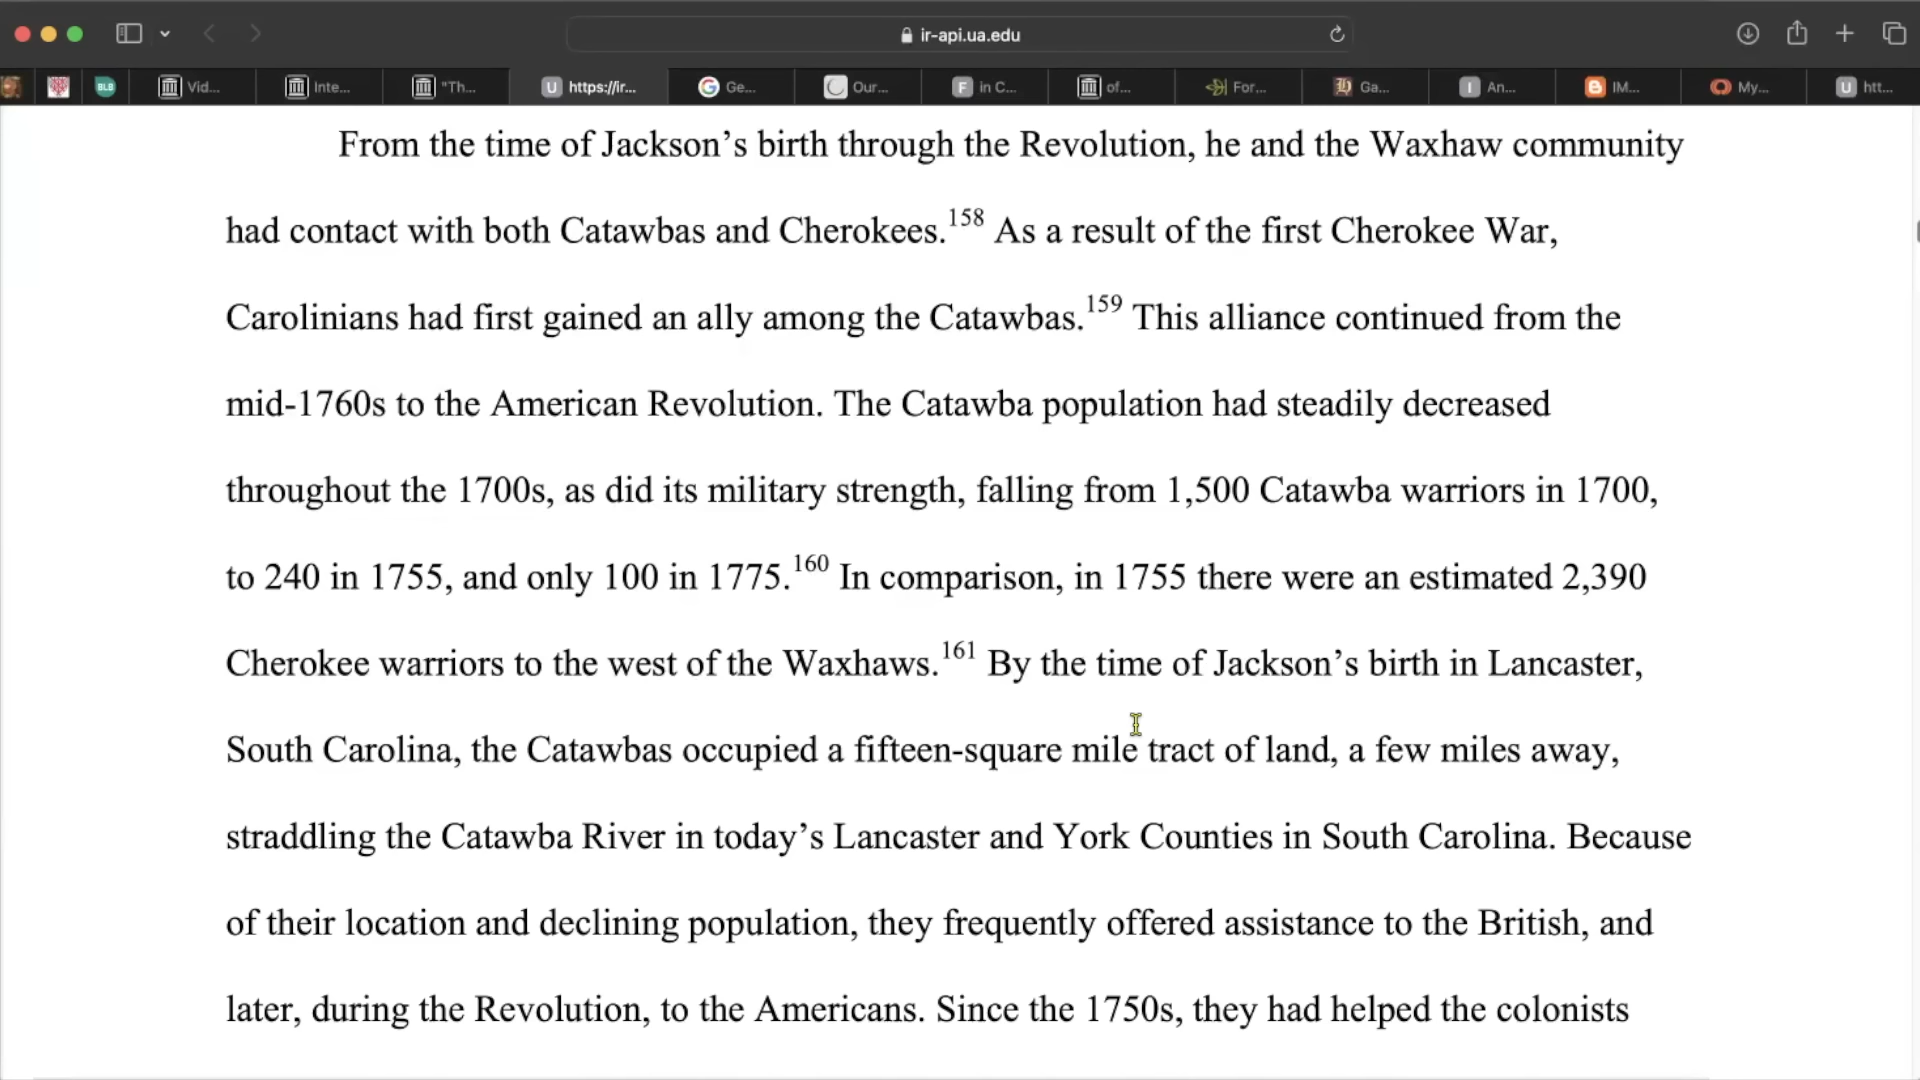 ir-api.ua.edu
BLB
Vid...
Inte...
"Th...
U https://ir...
G Ge...
Our...
F in C...
of...
For...
Ga...
I An...
IM...
My...
U htt...
From the time of Jackson’s birth through the Revolution, he and the Waxhaw community
had contact with both Catawbas and Cherokees.158 As a result of the first Cherokee War,
Carolinians had first gained an ally among the Catawbas.159 This alliance continued from the
mid-1760s to the American Revolution. The Catawba population had steadily decreased
throughout the 1700s, as did its military strength, falling from 1,500 Catawba warriors in 1700,
to 240 in 1755, and only 100 in 1775.160 In comparison, in 1755 there were an estimated 2,390
Cherokee warriors to the west of the Waxhaws.161 By the time of Jackson’s birth in Lancaster,
South Carolina, the Catawbas occupied a fifteen-square mile tract of land, a few miles away,
straddling the Catawba River in today’s Lancaster and York Counties in South Carolina. Because
of their location and declining population, they frequently offered assistance to the British, and
later, during the Revolution, to the Americans. Since the 1750s, they had helped the colonists